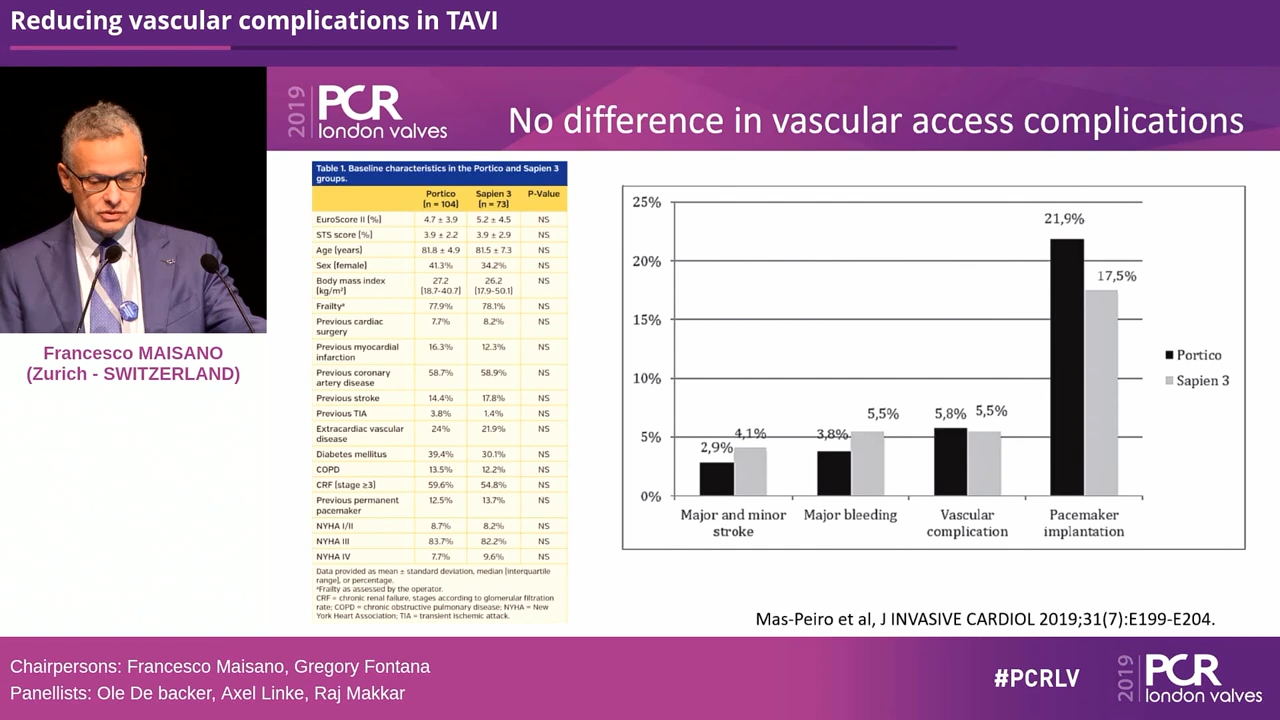 Reducing vascular complications in TAVI
2019
PCR
london valves
No difference in vascular access complications
Francesco MAISANO
(Zurich - SWITZERLAND)
Table 1. Baseline characteristics in the Portico and Sapien 3
groups.
Portico (n = 104) Sapien 3 (n = 73) P-Value
EuroScore II [%] 4.7 ± 3.9 5.2 ± 4.5 NS
STS score [%] 3.9 ± 2.2 3.9 ± 2.9 NS
Age [years] 81.8 ± 4.9 81.5 ± 7.3 NS
Sex [female] 41.3% 34.2% NS
Body mass index [kg/m²] 27.2 [18.7-40.7] 26.2 [17.9-50.1] NS
Frailtyª 77.9% 78.1% NS
Previous cardiac surgery 7.7% 8.2% NS
Previous myocardial infarction 16.3% 12.3% NS
Previous coronary artery disease 58.7% 58.9% NS
Previous stroke 14.4% 17.8% NS
Previous TIA 3.8% 1.4% NS
Extracardiac vascular disease 24% 21.9% NS
Diabetes mellitus 39.4% 30.1% NS
COPD 13.5% 12.2% NS
CRF [stage ≥3] 59.6% 54.8% NS
Previous permanent pacemaker 12.5% 13.7% NS
NYHA I/II 8.7% 8.2% NS
NYHA III 83.7% 82.2% NS
NYHA IV 7.7% 9.6% NS
Data provided as mean ± standard deviation, median [interquartile
range], or percentage.
ªFrailty as assessed by the operator.
CRF = chronic renal failure, stages according to glomerular filtration
rate; COPD = chronic obstructive pulmonary disease; NYHA = New
York Heart Association; TIA = transient ischemic attack.
25%
20%
15%
10%
5%
0%
2,9% 4,1%
3,8% 5,5%
5,8% 5,5%
21,9% 17,5%
Major and minor stroke
Major bleeding
Vascular complication
Pacemaker implantation
Portico
Sapien 3
Mas-Peiro et al, J INVASIVE CARDIOL 2019;31(7):E199-E204.
Chairpersons: Francesco Maisano, Gregory Fontana
Panellists: Ole De backer, Axel Linke, Raj Makkar
#PCRLV
2019
PCR
london valves